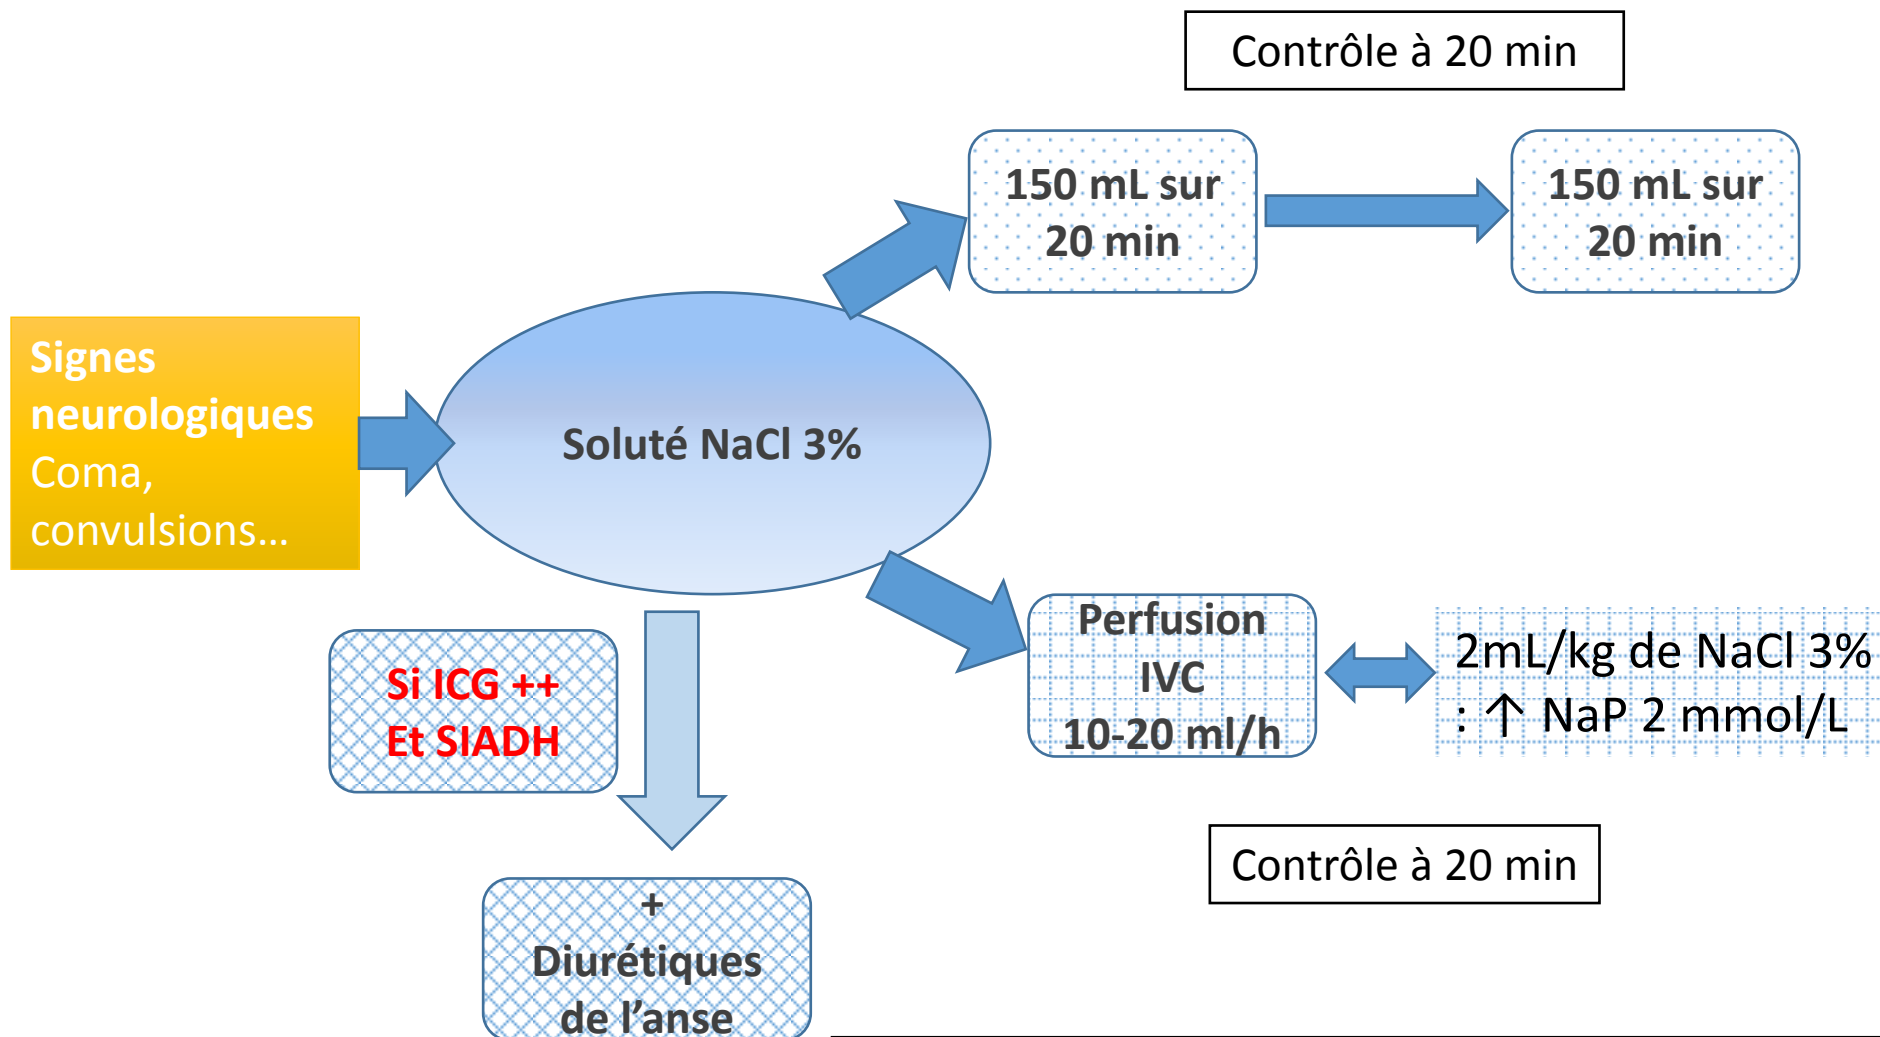 Contrôle à 20 min
150 mL sur
20 min
150 mL sur
20 min
Signes
neurologiques
Coma,
convulsions…
Soluté NaCl 3%
Perfusion
IVC
10-20 ml/h
2mL/kg de NaCl 3%
: ↑ NaP 2 mmol/L
Si ICG ++
Et SIADH
Contrôle à 20 min
+
Diurétiques
de l’anse